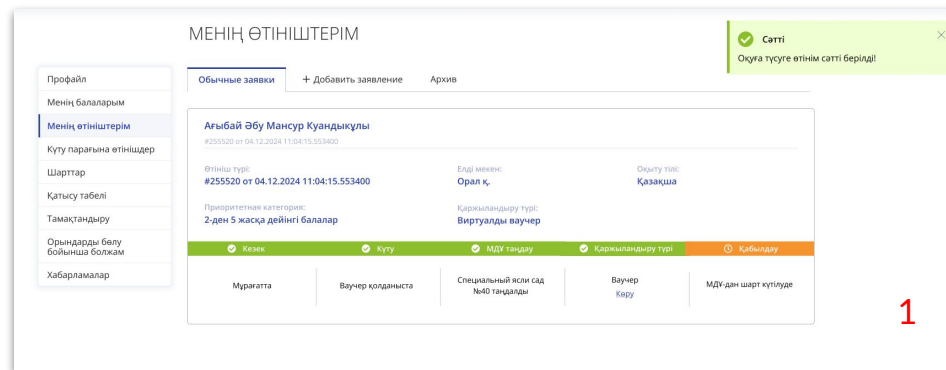 МЕНІҢ ӨТІНІШТЕРІМ
Сәтті
Оқуға түсуге өтінім сәтті берілді!
Профайл
Менің балаларым
Менің өтініштерім
Күту парағына өтінішдер
Шарттар
Қатысу табелі
Тамақтандыру
Орындарды бөлу
бойынша болжам
Хабарламалар
Обычные заявки + Добавить заявление Архив
Ағыбай Әбу Мансур Куандыкұлы
#255520 от 04.12.2024 11:04:15.553400
Өтініш түрі: Елді мекен: Оқыту тілі:
#255520 от 04.12.2024 11:04:15.553400 Орал қ. Қазақша
Приоритетная категория: Қаржыландыру түрі:
2-ден 5 жасқа дейінгі балалар Виртуалды ваучер
Кезек Күту МДҰ таңдау Қаржыландыру түрі Қабылдау
Мұрағатта Ваучер қолданыста Специальный ясли сад Ваучер МДҰ-дан шарт күтілуде
№40 таңдалды Көру
1